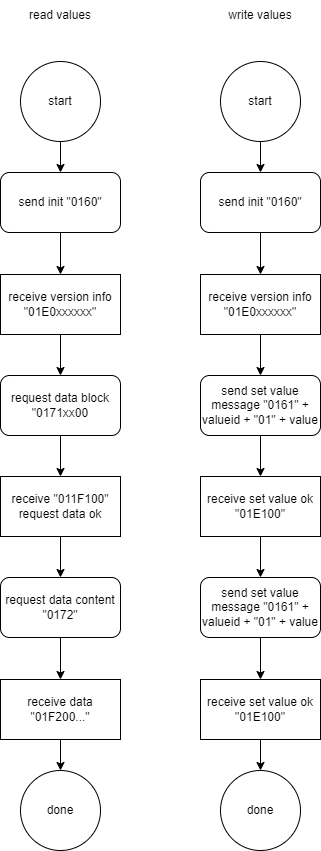 read values
start
send init "0160"
receive version info
"01E0xxxxxx"
request data block
"0171xx00
receive "011F100"
request data ok
request data content
"0172"
receive data
"01F200..."
done
write values
start
send init "0160"
receive version info
"01E0xxxxxx"
send set value
message "0161" +
valueid + "01" + value
receive set value ok
"01E100"
send set value
message "0161" +
valueid + "01" + value
receive set value ok
"01E100"
done